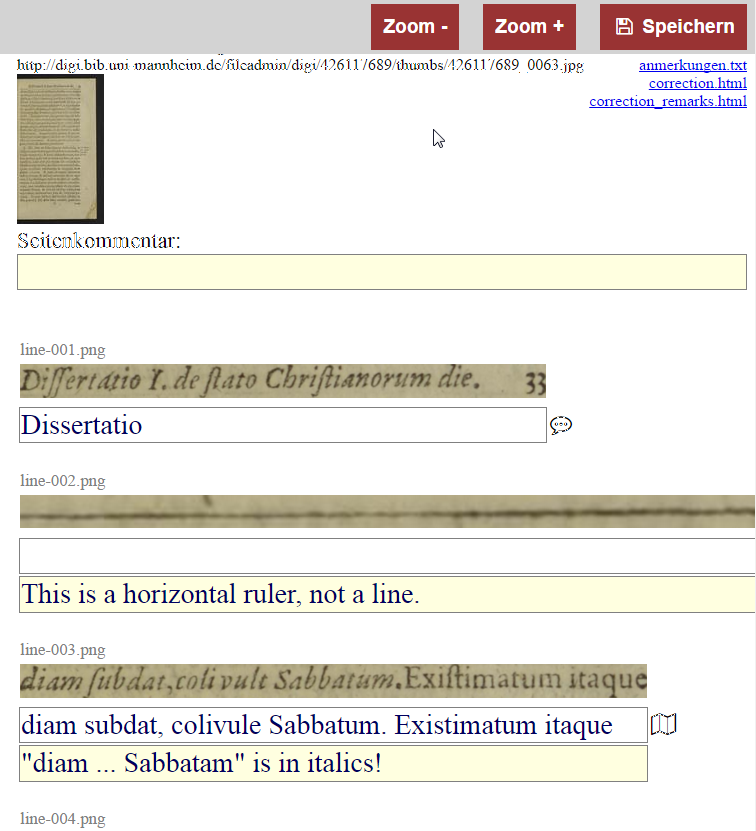 Zoom -
Zoom +
Speichern
http://digi.bib.uni-mannheim.de/fileadmin/digi/426117689/thumbs/426117689_0063.jpg
anmerkungen.txt
correction.html
correction_remarks.html
Seitenkommentar:
line-001.png
Dissertatio I. de stato Christianorum die. 33
Dissertatio
line-002.png
This is a horizontal ruler, not a line.
line-003.png
diam ſubdat, coli vult Sabbatum. Exiſtimatum itaque
diam subdat, colivule Sabbatum. Existimatum itaque
"diam ... Sabbatam" is in italics!
line-004.png